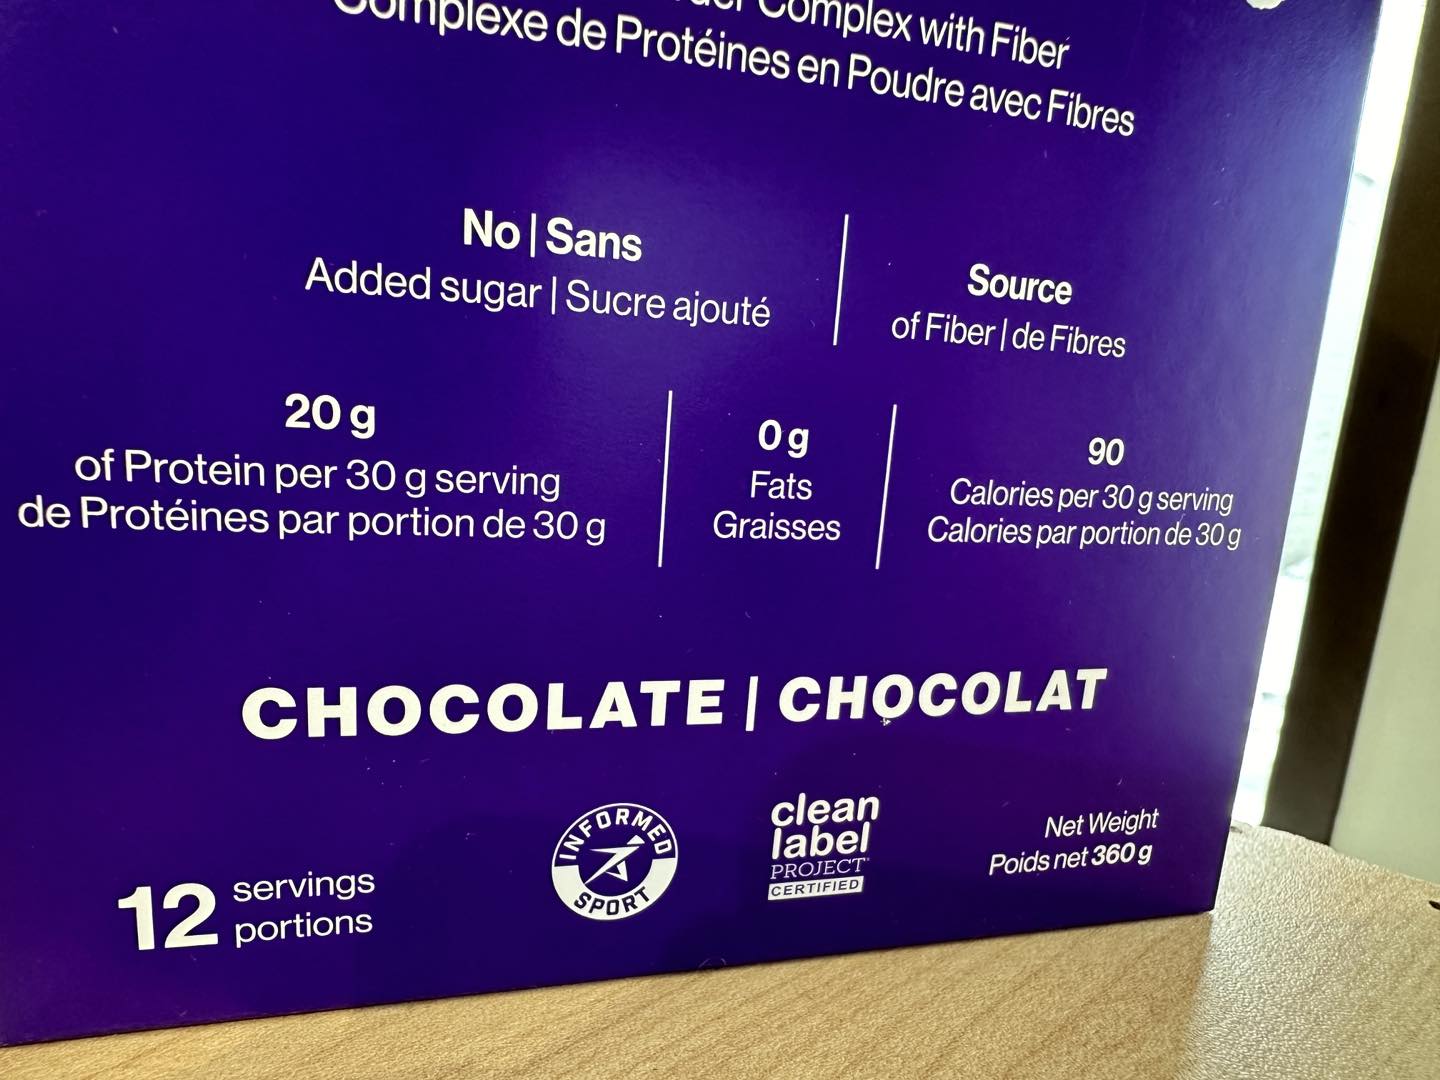 Complex with Fiber
Complexe de Protéines en Poudre avec Fibres
No | Sans
Added sugar | Sucre ajouté
Source
of Fiber | de Fibres
20 g
of Protein per 30 g serving
de Protéines par portion de 30 g
0 g
Fats
Graisses
90
Calories per 30 g serving
Calories par portion de 30 g
CHOCOLATE | CHOCOLAT
12 servings
portions
INFORMED
SPORT
clean
label
PROJECT
CERTIFIED
Net Weight
Poids net 360 g